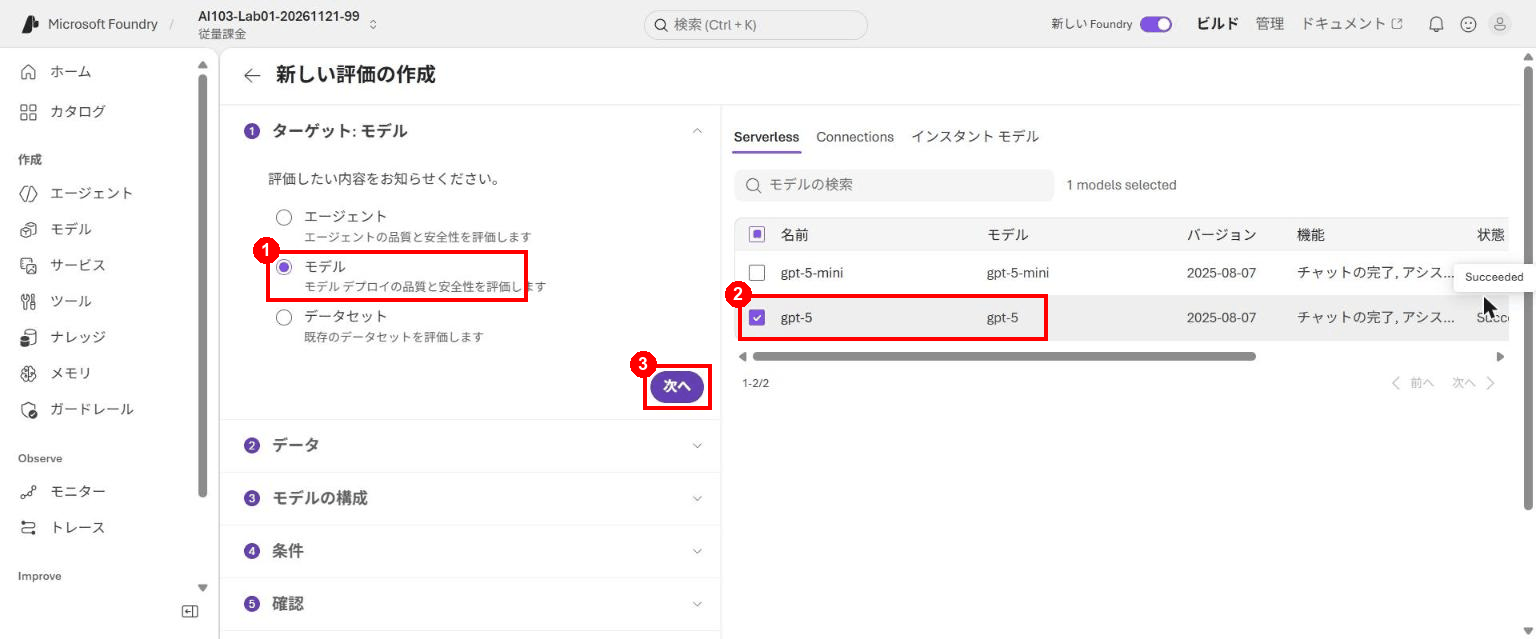 Microsoft Foundry / AI103-Lab01-20261121-99
従量課金
検索 (Ctrl + K)
新しい Foundry ビルド 管理 ドキュメント
ホーム
カタログ
作成
エージェント
モデル
サービス
ツール
ナレッジ
メモリ
ガードレール
Observe
モニター
トレース
Improve
新しい評価の作成
1 ターゲット: モデル
評価したい内容をお知らせください。
エージェント
エージェントの品質と安全性を評価します
1
モデル
モデル デプロイの品質と安全性を評価します
データセット
既存のデータセットを評価します
3
次へ
2 データ
3 モデルの構成
4 条件
5 確認
Serverless Connections インスタント モデル
モデルの検索 1 models selected
名前 モデル バージョン 機能 状態
gpt-5-mini gpt-5-mini 2025-08-07 チャットの完了, アシス...
Succeeded
2
gpt-5 gpt-5 2025-08-07 チャットの完了, アシス...
1-2/2 前へ 次へ